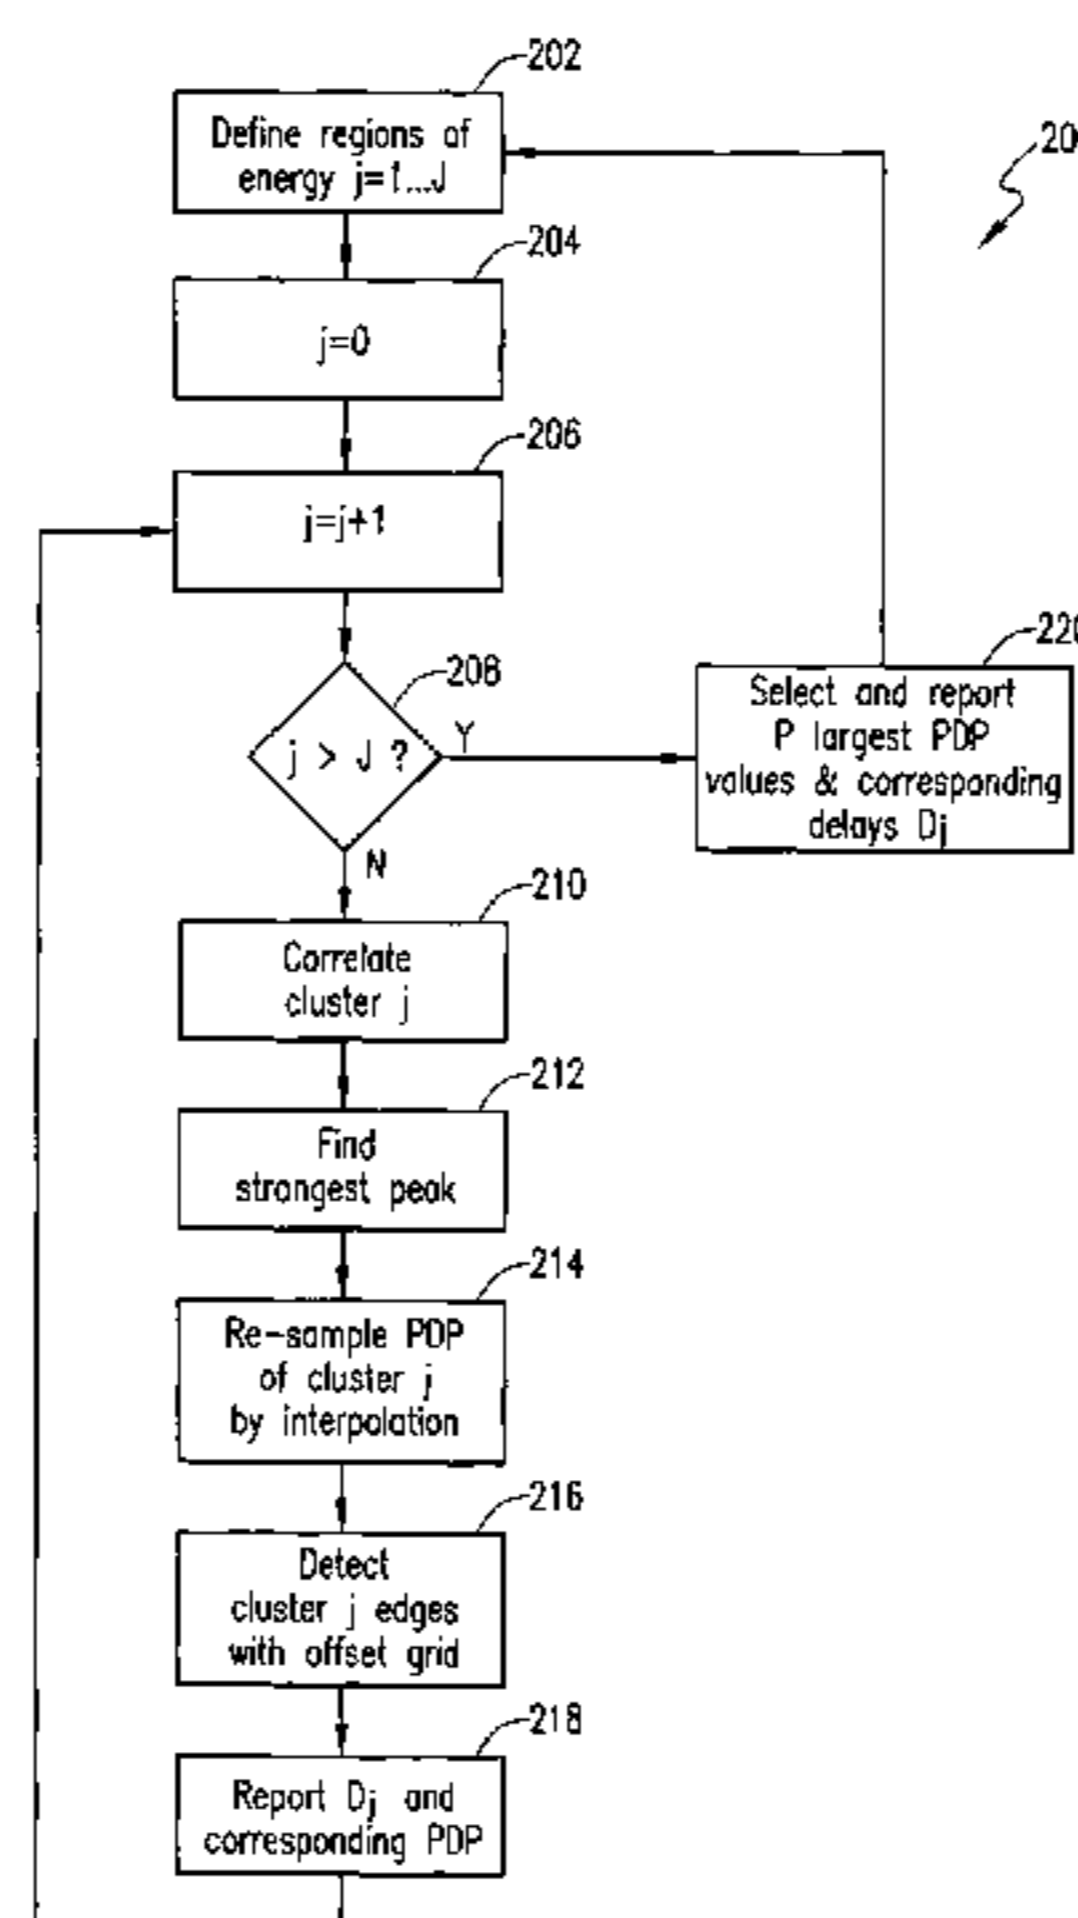 202
Define regions of
energy j=1...J
204
j=0
206
j=j+1
208
j > J ?
Y
N
220
Select and report
P largest PDP
values & corresponding
delays Dj
210
Correlate
cluster j
212
Find
strongest peak
214
Re-sample PDP
of cluster j
by interpolation
216
Detect
cluster j edges
with offset grid
218
Report Dj and
corresponding PDP